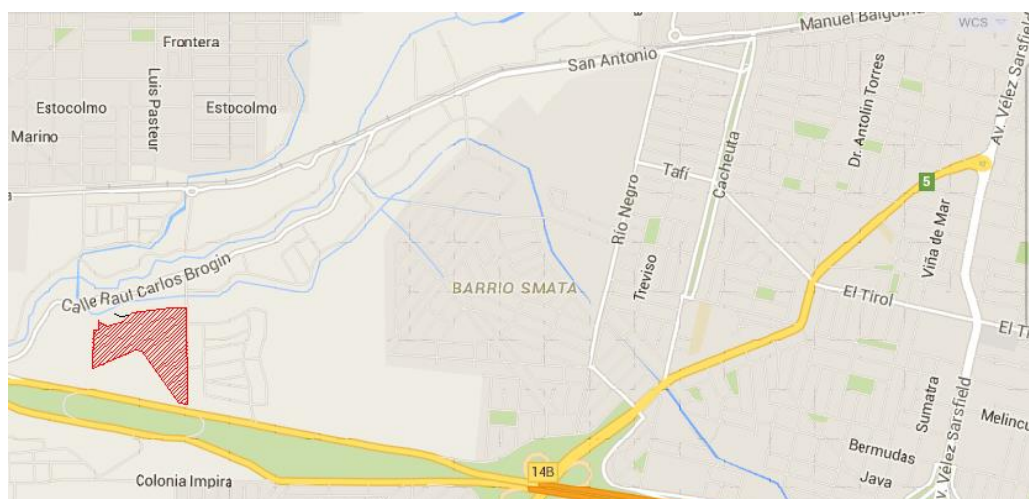 Manuel Balgorria
WCS
Frontera
San Antonio
Av. Vélez Sarsfield
Luis Pasteur
Dr. Antolin Torres
Estocolmo
Estocolmo
Marino
Cacheuta
Tafí
5
Río Negro
Viña de Mar
Treviso
Calle Raul Carlos Brogin
BARRIO SMATA
El Tirol
El Ti
Sumatra
Av. Vélez Sarsfield
Melincu
Bermudas
14B
Colonia Impira
Java